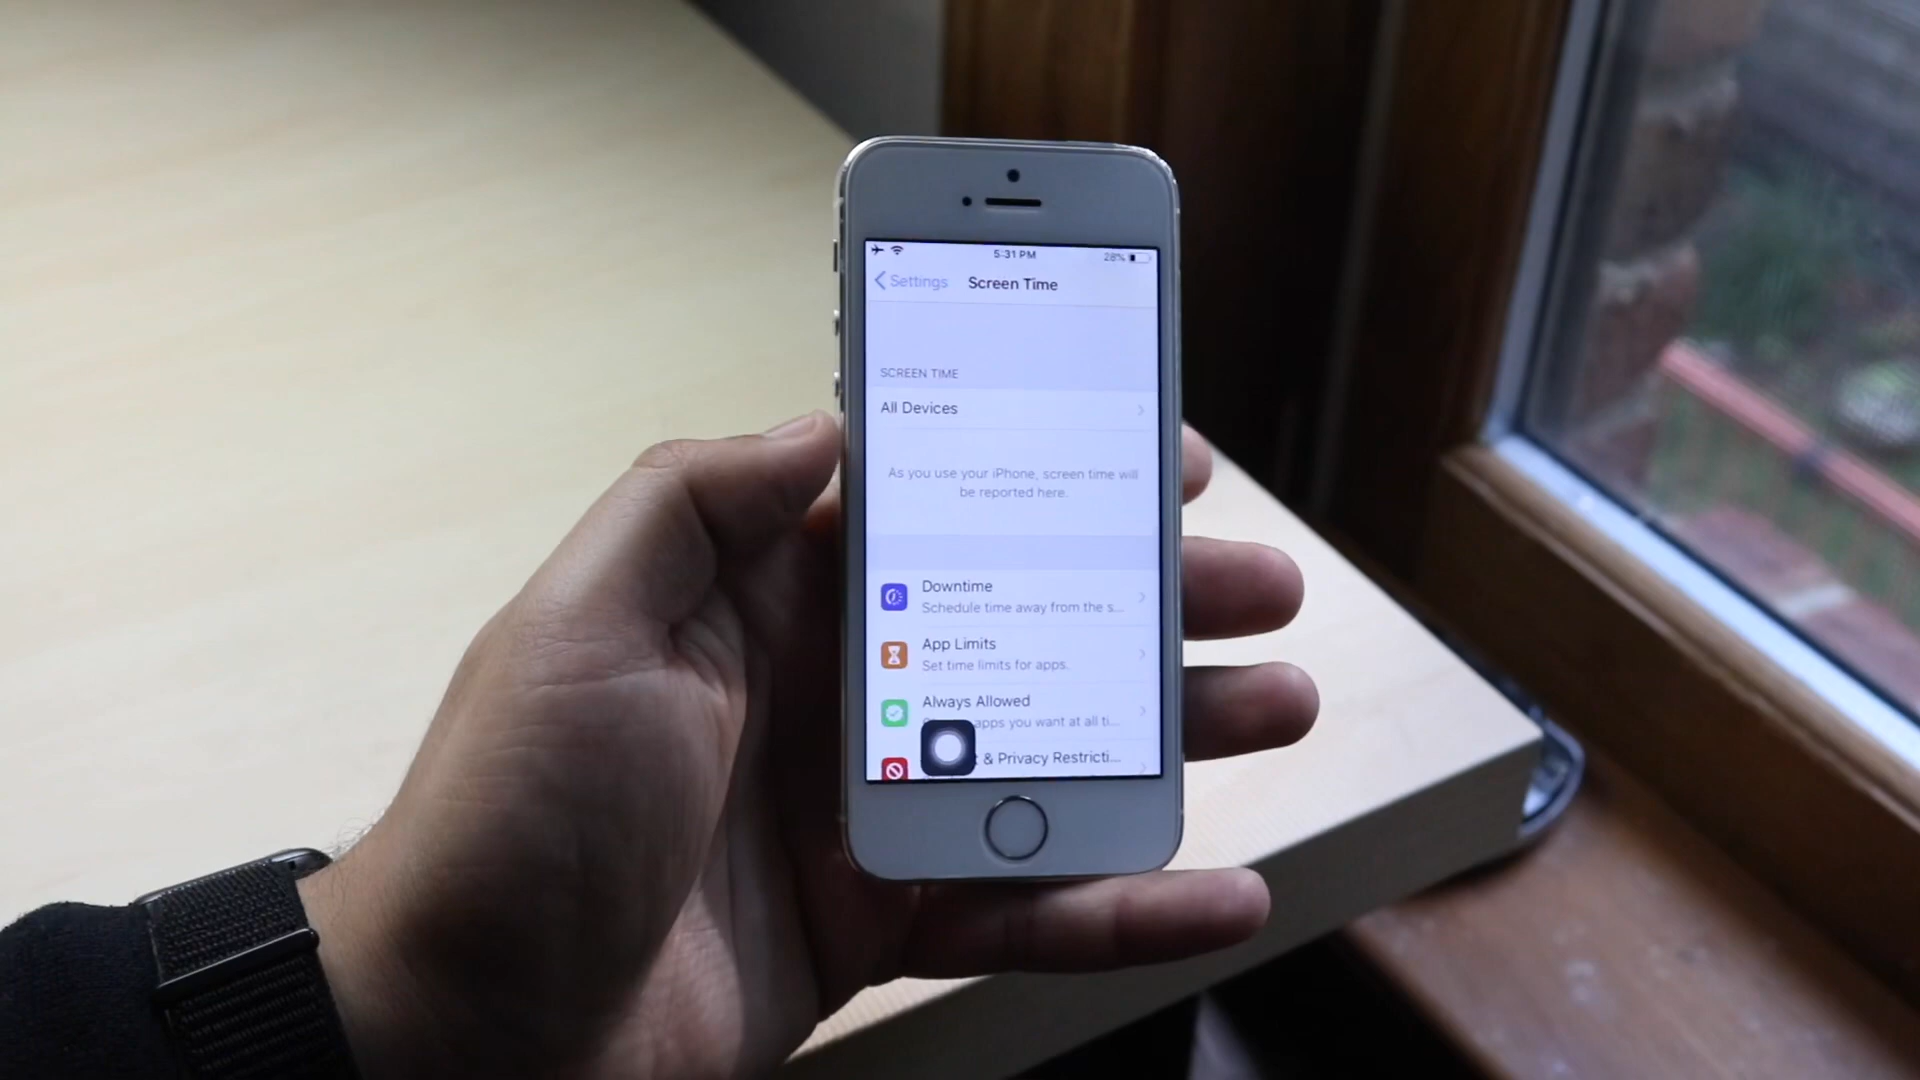 5:31 PM
28%
Settings
Screen Time
SCREEN TIME
All Devices
As you use your iPhone, screen time will
be reported here.
Downtime
Schedule time away from the s...
App Limits
Set time limits for apps.
Always Allowed
apps you want at all ti...
& Privacy Restricti...